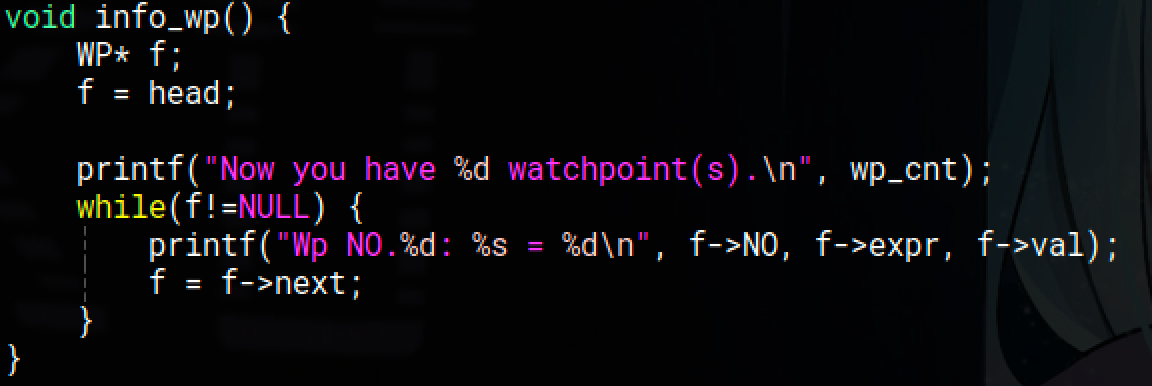 void info_wp() {
    WP* f;
    f = head;

    printf("Now you have %d watchpoint(s).\n", wp_cnt);
    while(f!=NULL) {
        printf("Wp NO.%d: %s = %d\n", f->NO, f->expr, f->val);
        f = f->next;
    }
}